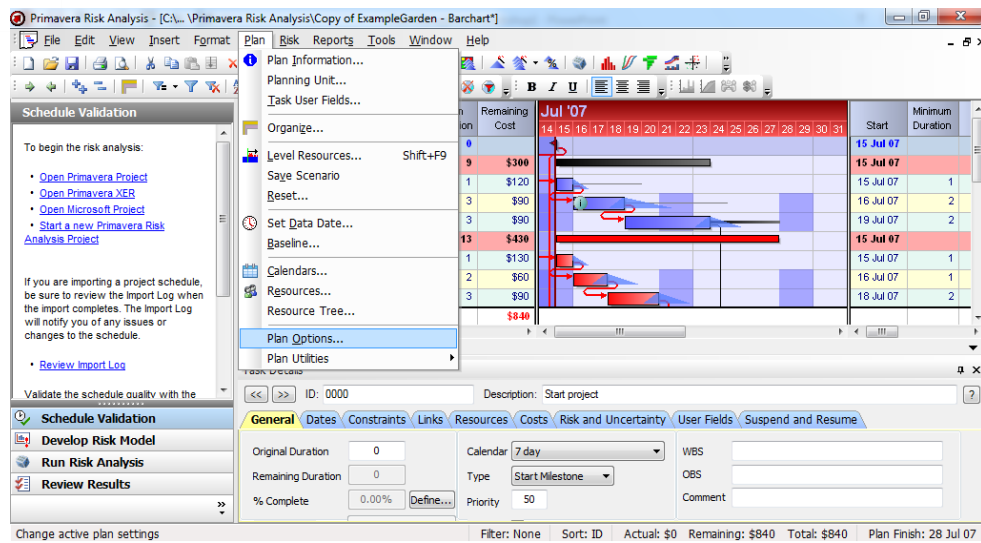 Primavera Risk Analysis - [C:\... \Primavera Risk Analysis\Copy of ExampleGarden - Barchart*]
File Edit View Insert Format Plan Risk Reports Tools Window Help
Schedule Validation
To begin the risk analysis:
• Open Primavera Project
• Open Primavera XER
• Open Microsoft Project
• Start a new Primavera Risk
Analysis Project
If you are importing a project schedule,
be sure to review the Import Log when
the import completes. The Import Log
will notify you of any issues or
changes to the schedule.
• Review Import Log
Validate the schedule quality with the
Schedule Validation
Develop Risk Model
Run Risk Analysis
Review Results
Plan Information...
Planning Unit...
Task User Fields...
Organize...
Level Resources... Shift+F9
Save Scenario
Reset...
Set Data Date...
Baseline...
Calendars...
Resources...
Resource Tree...
Plan Options...
Plan Utilities
B I U
Remaining Cost Jul '07 Start Minimum Duration
14 15 16 17 18 19 20 21 22 23 24 25 26 27 28 29 30 31
0 15 Jul 07
9 $300 15 Jul 07
1 $120 15 Jul 07 1
3 $90 16 Jul 07 2
3 $90 19 Jul 07 2
13 $430 15 Jul 07
1 $130 15 Jul 07 1
2 $60 16 Jul 07 1
3 $90 18 Jul 07 2
$840
Task Details
<< >> ID: 0000 Description: Start project ?
General Dates Constraints Links Resources Costs Risk and Uncertainty User Fields Suspend and Resume
Original Duration 0 Calendar 7 day WBS
Remaining Duration 0 Type Start Milestone OBS
% Complete 0.00% Define... Priority 50 Comment
Change active plan settings Filter: None Sort: ID Actual: $0 Remaining: $840 Total: $840 Plan Finish: 28 Jul 07